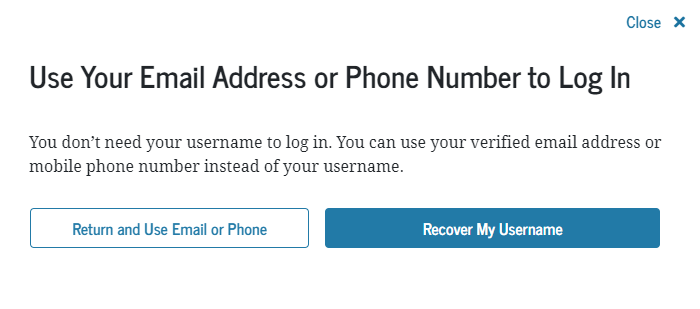 Close ×
Use Your Email Address or Phone Number to Log In
You don’t need your username to log in. You can use your verified email address or
mobile phone number instead of your username.
Return and Use Email or Phone
Recover My Username